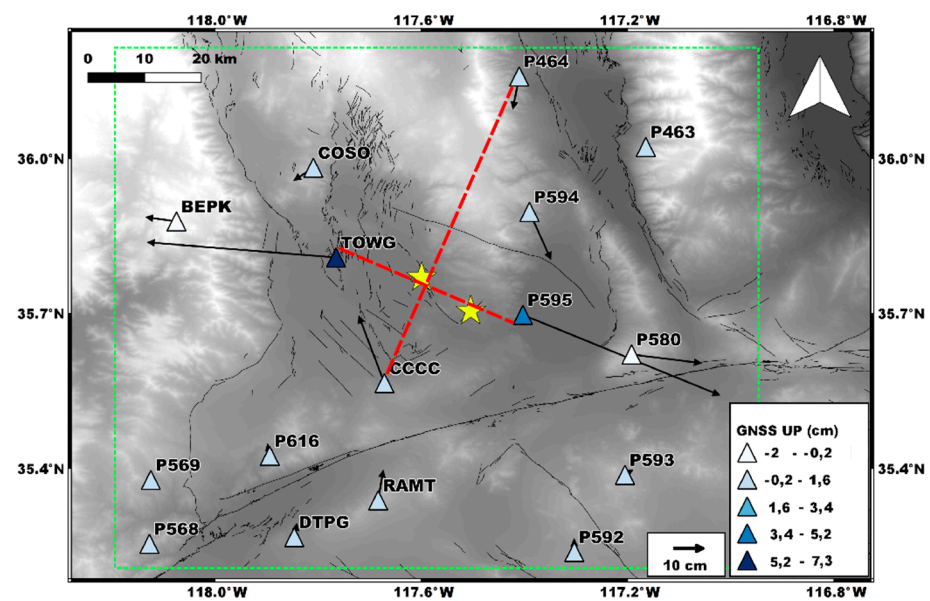 118.0°W 117.6°W 117.2°W 116.8°W
0 10 20 km
P464
P463
36.0°N 36.0°N
COSO
P594
BEPK
TOWG
P595
35.7°N 35.7°N
P580
CCCC
GNSS UP (cm)
-2 - -0,2
-0,2 - 1,6
1,6 - 3,4
3,4 - 5,2
5,2 - 7,3
P616
P569
P593
35.4°N 35.4°N
RAMT
DTPG
P568
P592
10 cm
118.0°W 117.6°W 117.2°W 116.8°W